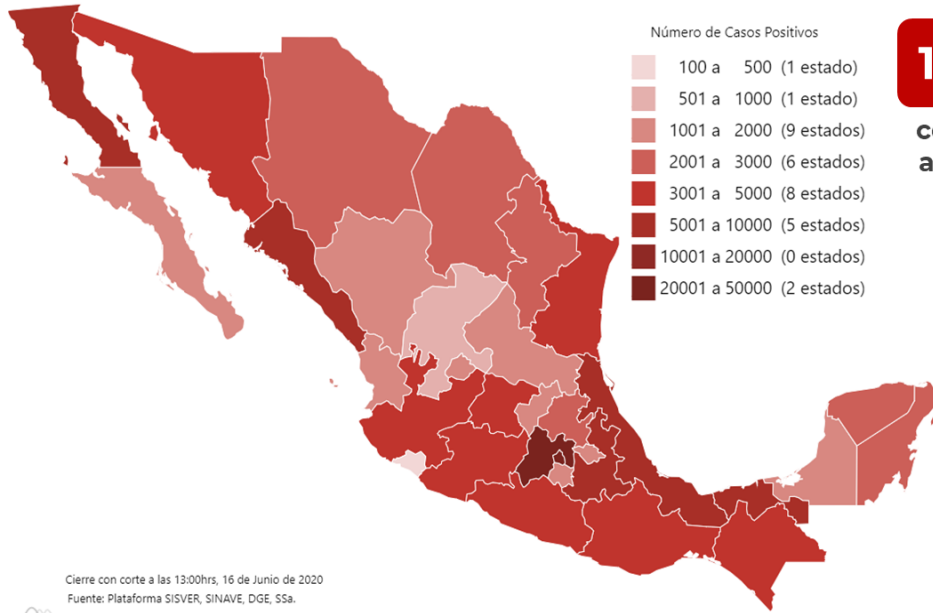 Número de Casos Positivos
100 a 500 (1 estado)
501 a 1000 (1 estado)
1001 a 2000 (9 estados)
2001 a 3000 (6 estados)
3001 a 5000 (8 estados)
5001 a 10000 (5 estados)
10001 a 20000 (0 estados)
20001 a 50000 (2 estados)
1
Cierre con corte a las 13:00hrs, 16 de Junio de 2020
Fuente: Plataforma SISVER, SINAVE, DGE, SSa.